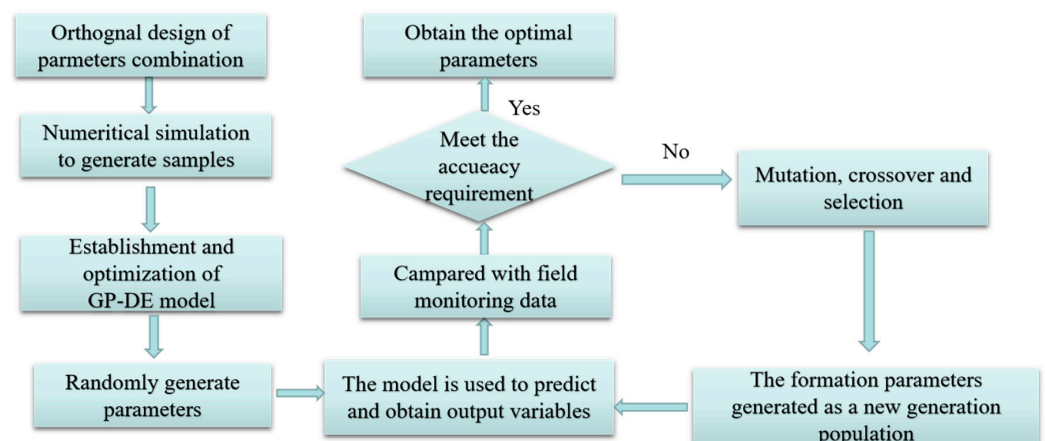 Orthognal design of
parmeters combination
Numeritical simulation
to generate samples
Establishment and
optimization of
GP-DE model
Randomly generate
parameters
The model is used to predict
and obtain output variables
Campared with field
monitoring data
Meet the
accueacy
requirement
Yes
Obtain the optimal
parameters
No
Mutation, crossover and
selection
The formation parameters
generated as a new generation
population